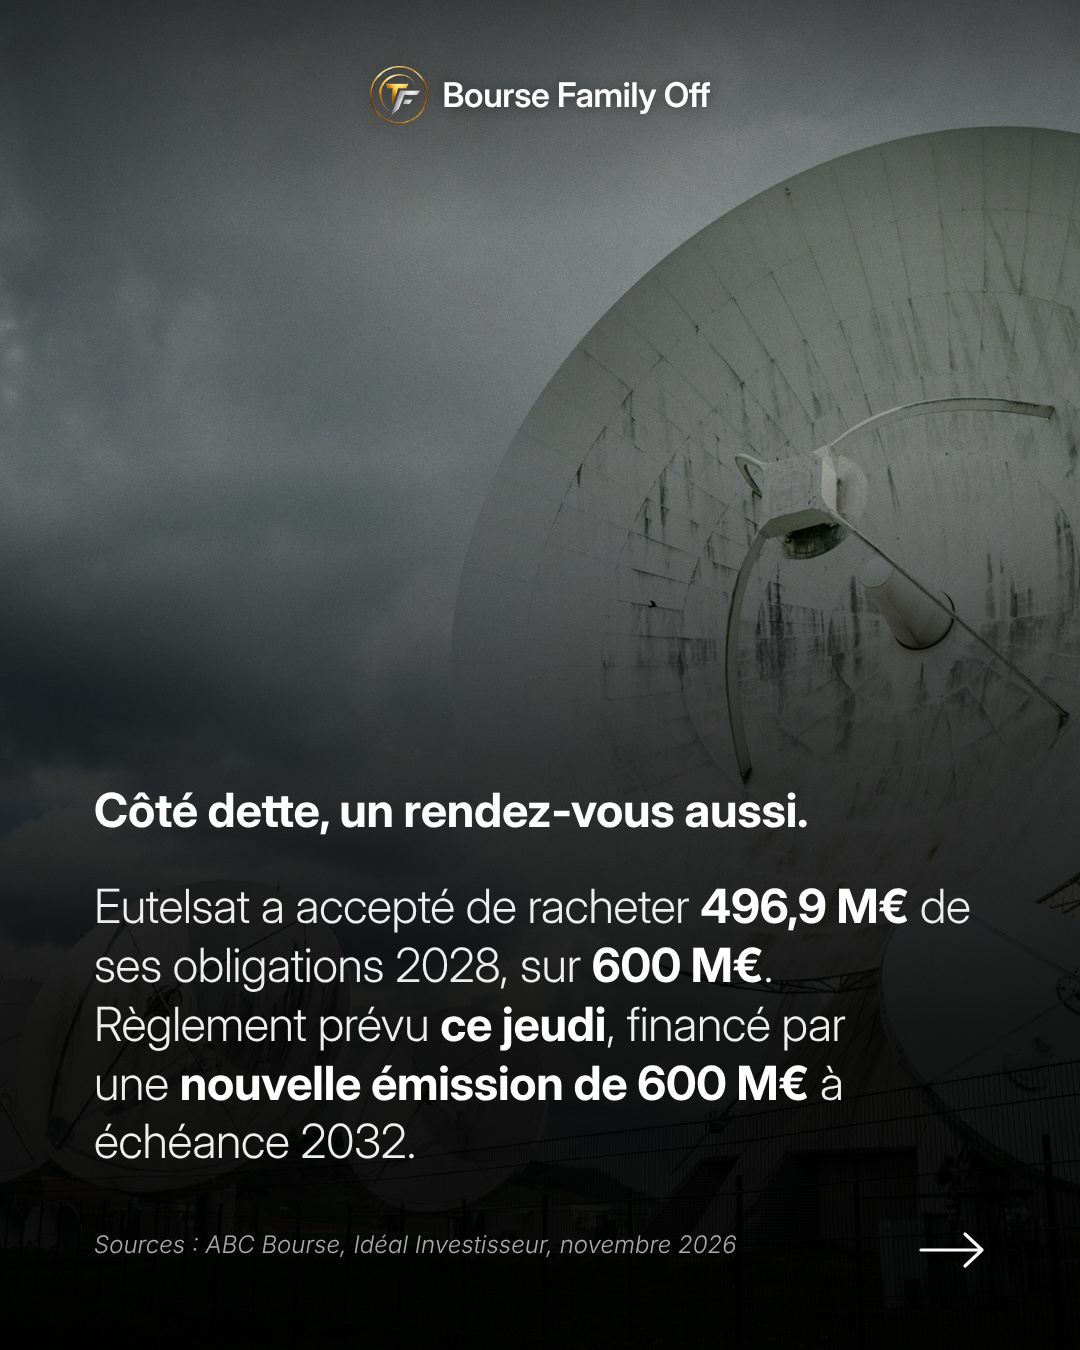 TF Bourse Family Off
Côté dette, un rendez-vous aussi.
Eutelsat a accepté de racheter 496,9 M€ de
ses obligations 2028, sur 600 M€.
Règlement prévu ce jeudi, financé par
une nouvelle émission de 600 M€ à
échéance 2032.
Sources : ABC Bourse, Idéal Investisseur, novembre 2026